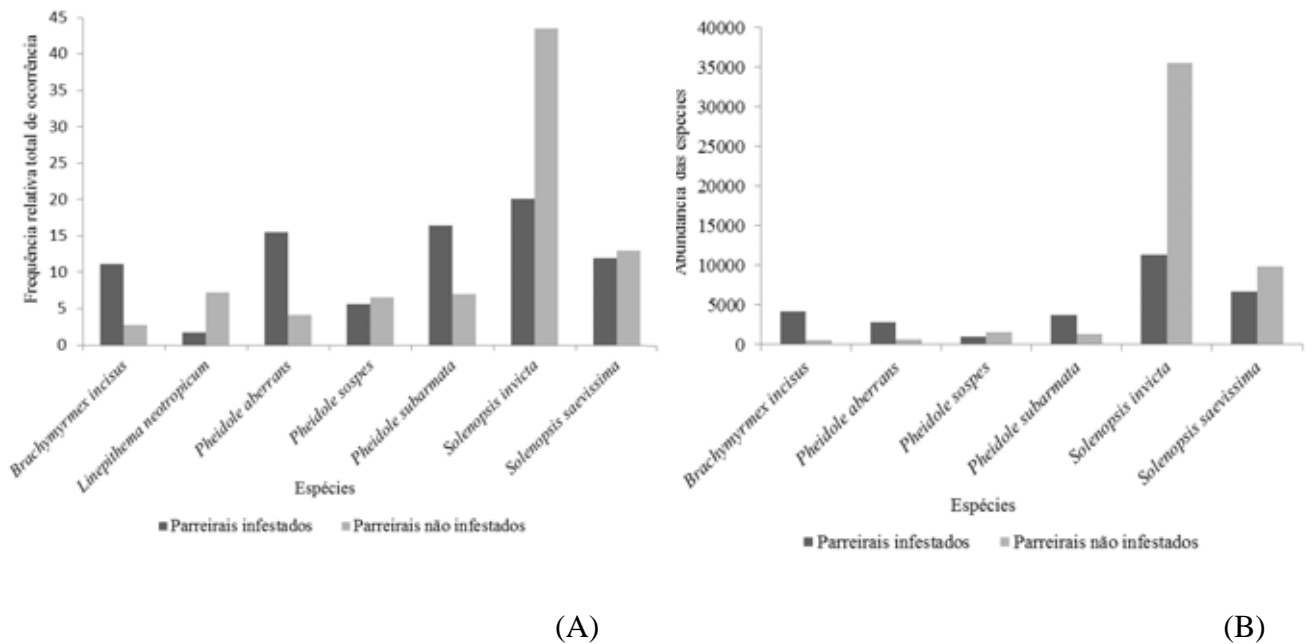 Frequência relativa total de ocorrência
45
40
35
30
25
20
15
10
5
0
Brachymyrmex incisus
Linepithema neotropicum
Pheidole aberrans
Pheidole sospes
Pheidole subarmata
Solenopsis invicta
Solenopsis saevissima
Espécies
Parreirais infestados
Parreirais não infestados
(A)
Abundancia das especies
40000
35000
30000
25000
20000
15000
10000
5000
0
Brachymyrmex incisus
Pheidole aberrans
Pheidole sospes
Pheidole subarmata
Solenopsis invicta
Solenopsis saevissima
Espécies
Parreirais infestados
Parreirais não infestados
(B)